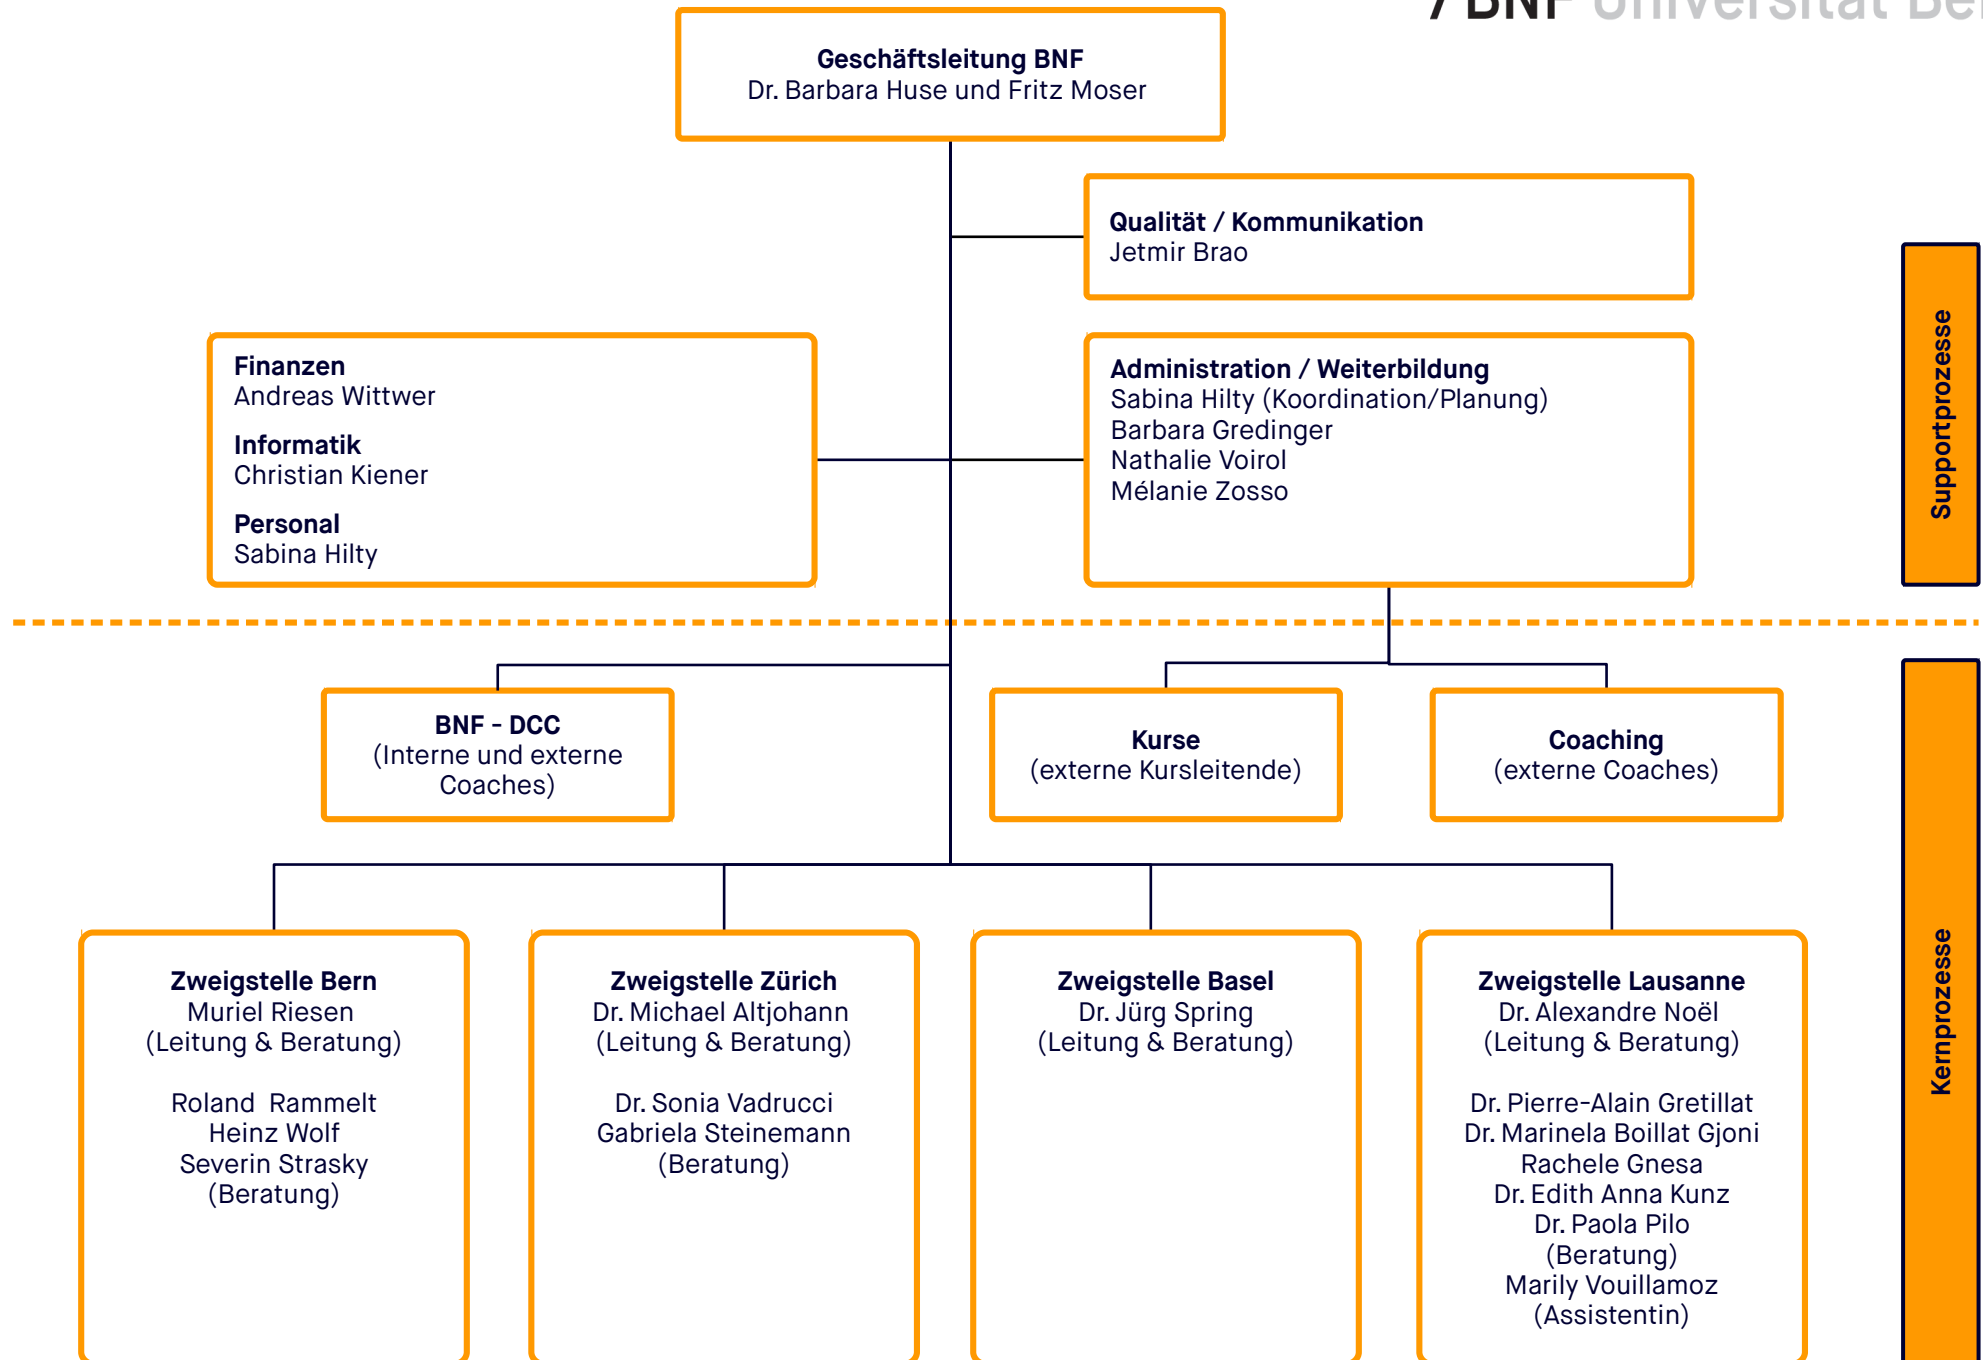 / BNF Universität
Geschäftsleitung BNF
Dr. Barbara Huse und Fritz Moser
Qualität / Kommunikation
Jetmir Brao
Finanzen
Andreas Wittwer
Informatik
Christian Kiener
Personal
Sabina Hilty
Administration / Weiterbildung
Sabina Hilty (Koordination/Planung)
Barbara Gredinger
Nathalie Voirol
Mélanie Zosso
Supportprozesse
BNF - DCC
(Interne und externe
Coaches)
Kurse
(externe Kursleitende)
Coaching
(externe Coaches)
Zweigstelle Bern
Muriel Riesen
(Leitung & Beratung)
Roland Rammelt
Heinz Wolf
Severin Strasky
(Beratung)
Zweigstelle Zürich
Dr. Michael Altjohann
(Leitung & Beratung)
Dr. Sonia Vadrucci
Gabriela Steinemann
(Beratung)
Zweigstelle Basel
Dr. Jürg Spring
(Leitung & Beratung)
Zweigstelle Lausanne
Dr. Alexandre Noël
(Leitung & Beratung)
Dr. Pierre-Alain Gretillat
Dr. Marinela Boillat Gjoni
Rachele Gnesa
Dr. Edith Anna Kunz
Dr. Paola Pilo
(Beratung)
Marily Vouillamoz
(Assistentin)
Kernprozesse